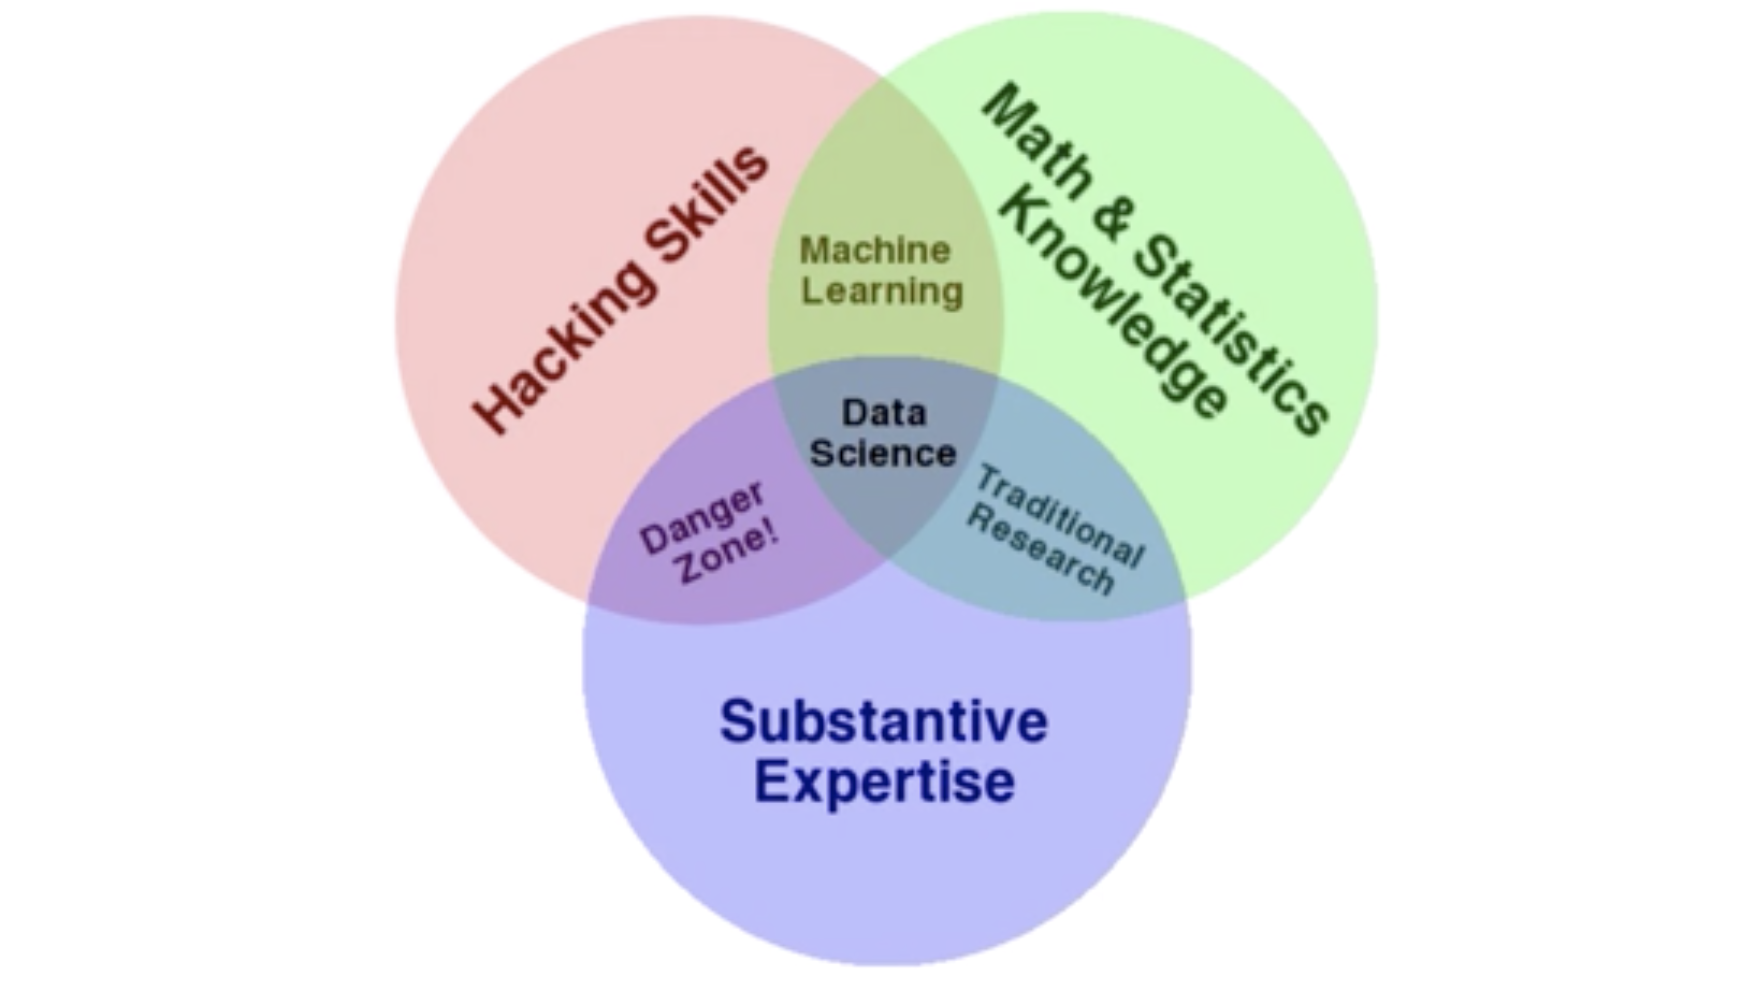 Hacking Skills
Math & Statistics
Knowledge
Machine
Learning
Data
Science
Danger
Zone!
Traditional
Research
Substantive
Expertise